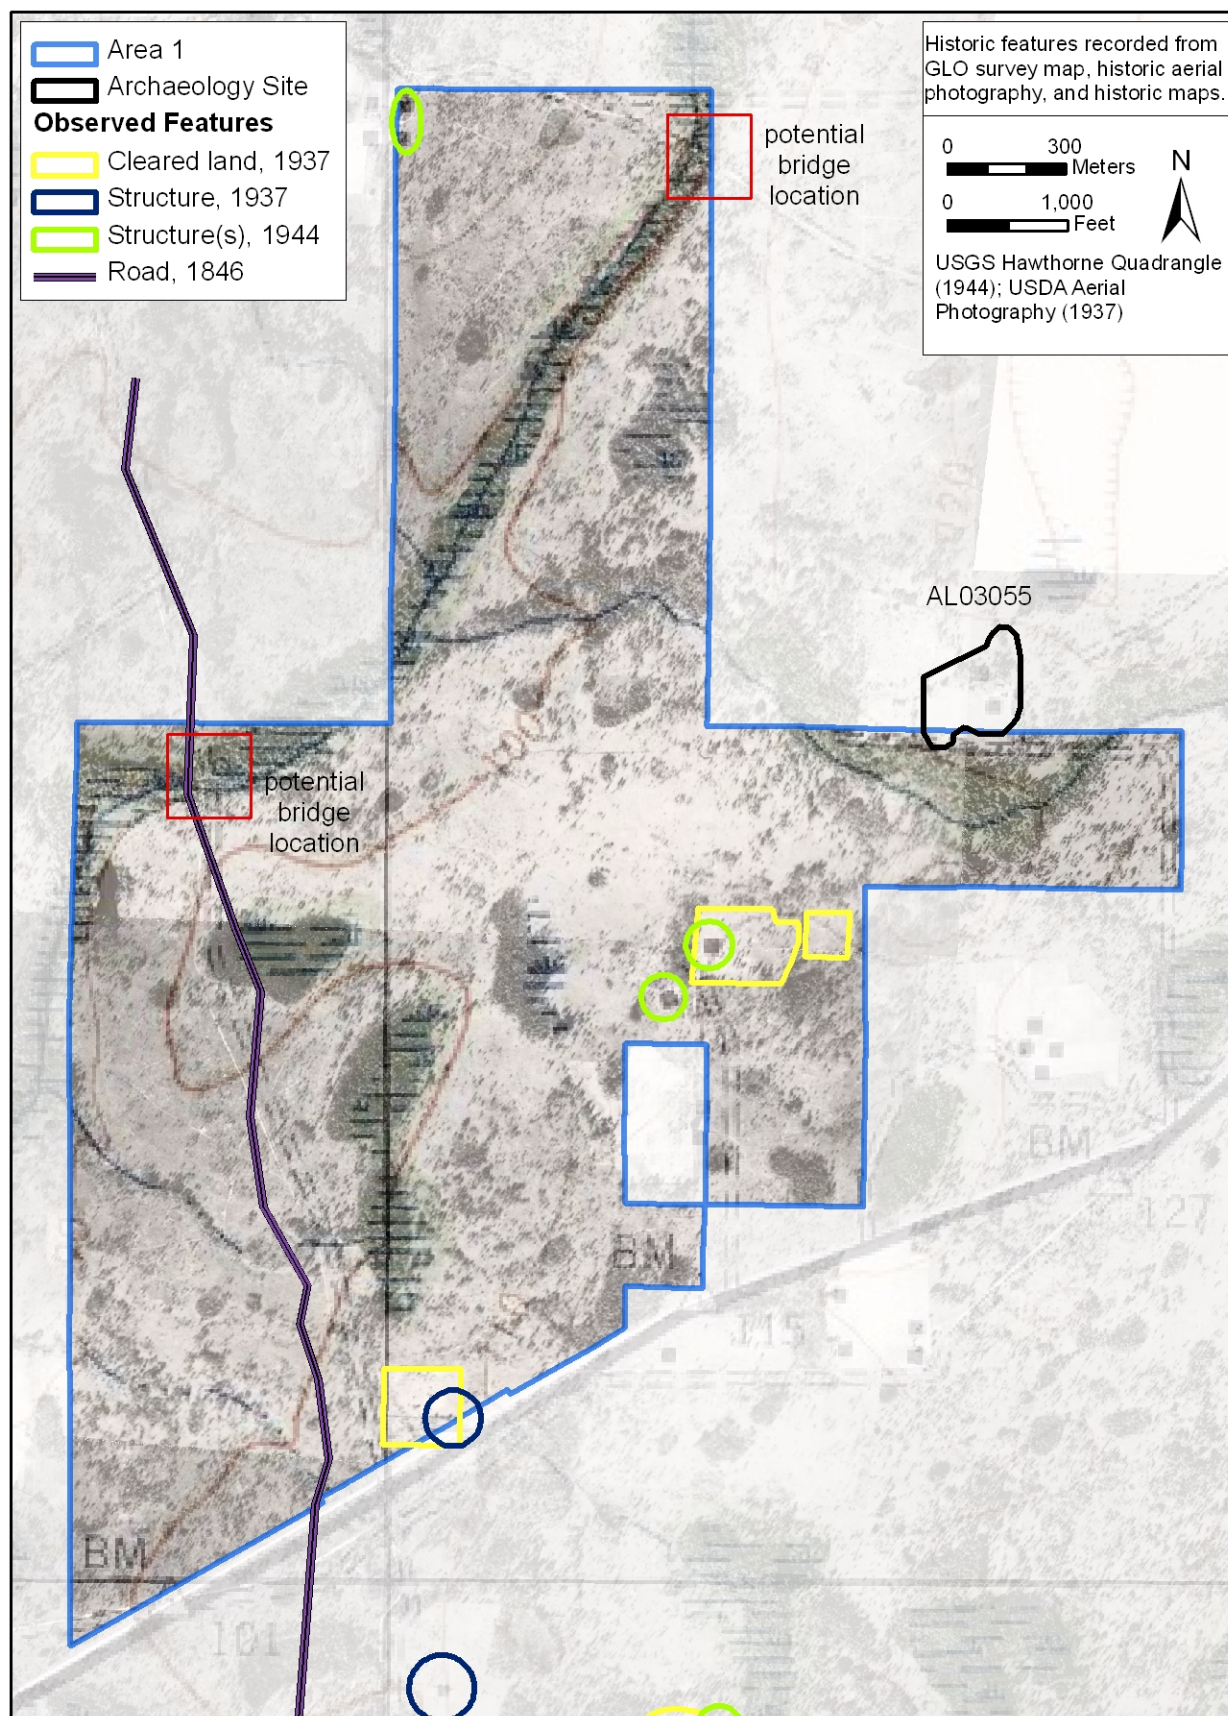 Area 1
Archaeology Site
Observed Features
Cleared land, 1937
Structure, 1937
Structure(s), 1944
Road, 1846
Historic features recorded from
GLO survey map, historic aerial
photography, and historic maps.
0 300
Meters
0 1,000
Feet
N
USGS Hawthorne Quadrangle
(1944); USDA Aerial
Photography (1937)
potential
bridge
location
AL03055
potential
bridge
location
100
BM
127
BM
115
BM
101